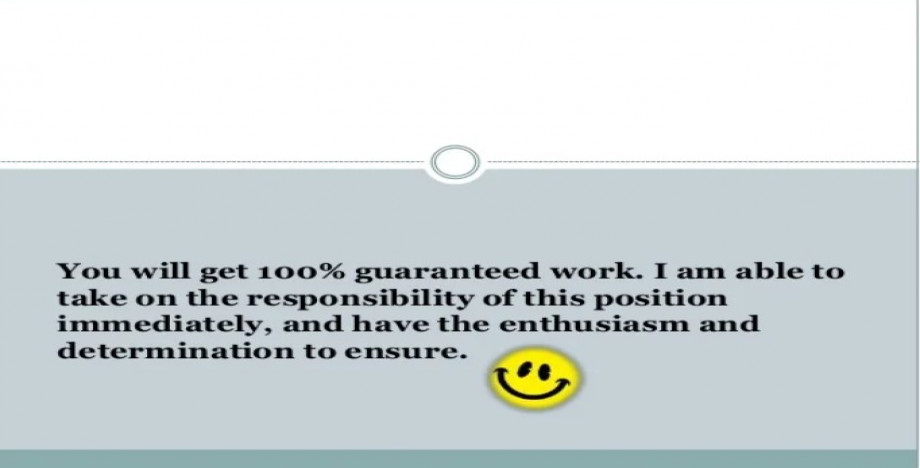 You will get 100% guaranteed work. I am able to
take on the responsibility of this position
immediately, and have the enthusiasm and
determination to ensure.